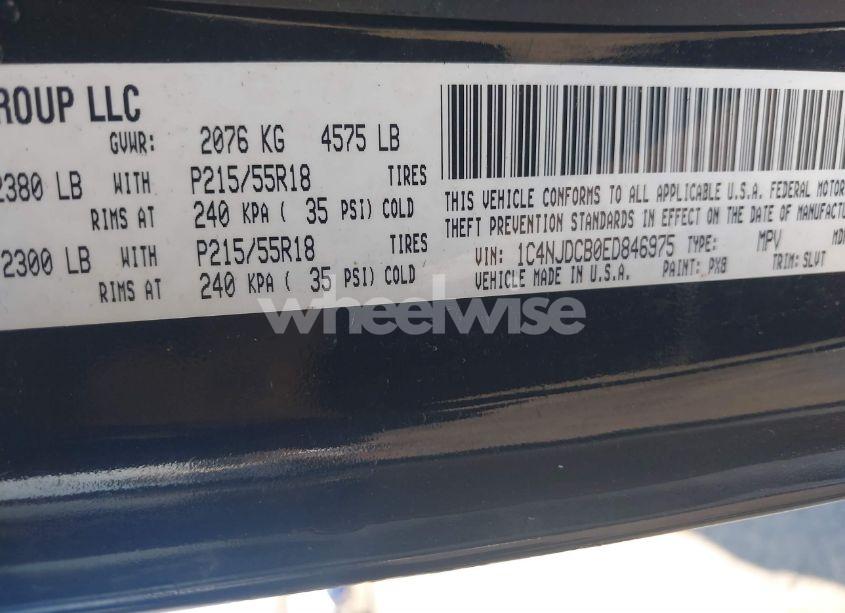 GROUP LLC
GVWR: 2076 KG 4575 LB
2380 LB WITH P215/55R18 TIRES
RIMS AT 240 KPA ( 35 PSI) COLD
2300 LB WITH P215/55R18 TIRES
RIMS AT 240 KPA ( 35 PSI) COLD
THIS VEHICLE CONFORMS TO ALL APPLICABLE U.S.A. FEDERAL MOTOR
THEFT PREVENTION STANDARDS IN EFFECT ON THE DATE OF MANUFACTU
VIN: 1C4NJDCB0ED846975 TYPE: MPV
VEHICLE MADE IN U.S.A. PAINT: PX8 TRIM: SLVT
wheelwise